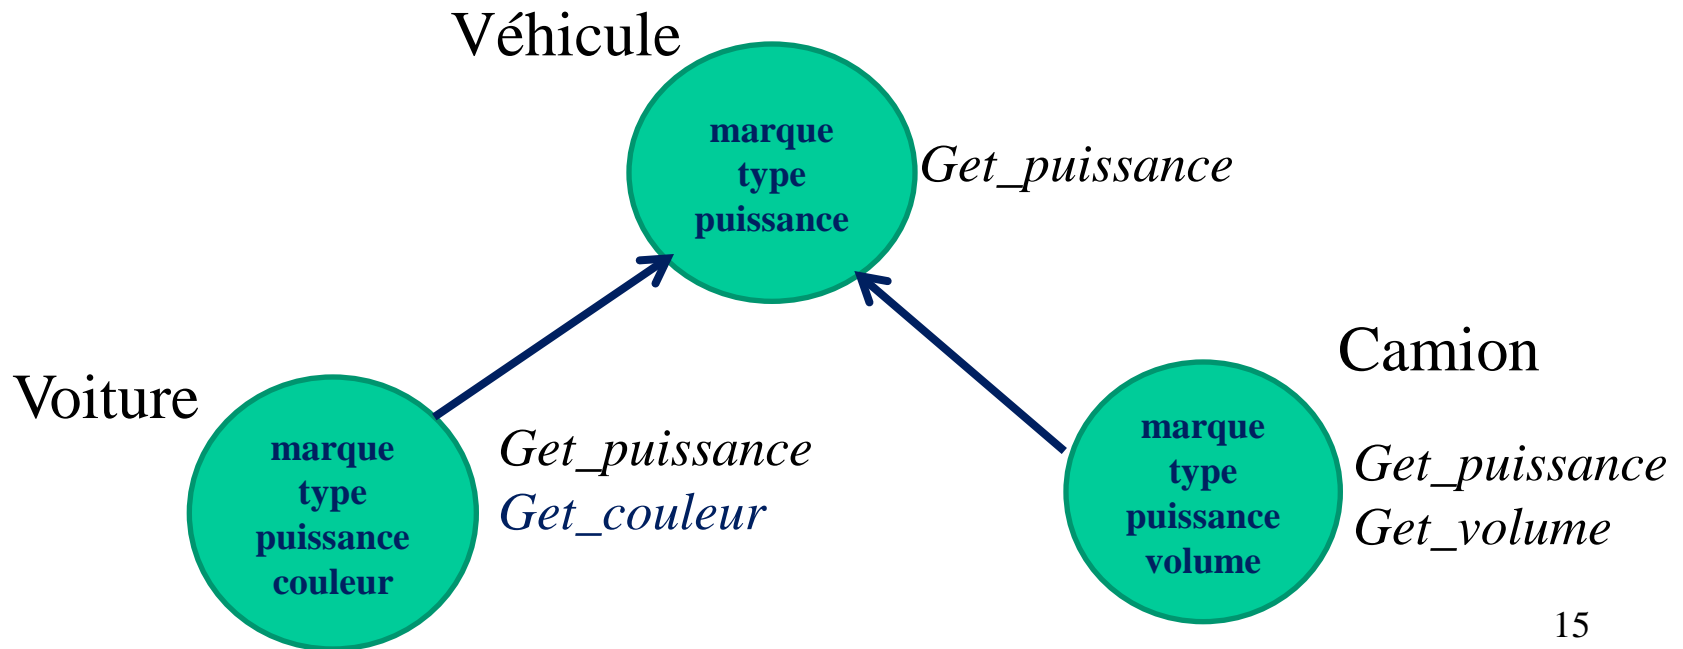 Véhicule
marque
type
puissance
Get_puissance
Voiture
marque
type
puissance
couleur
Get_puissance
Get_couleur
Camion
marque
type
puissance
volume
Get_puissance
Get_volume
15